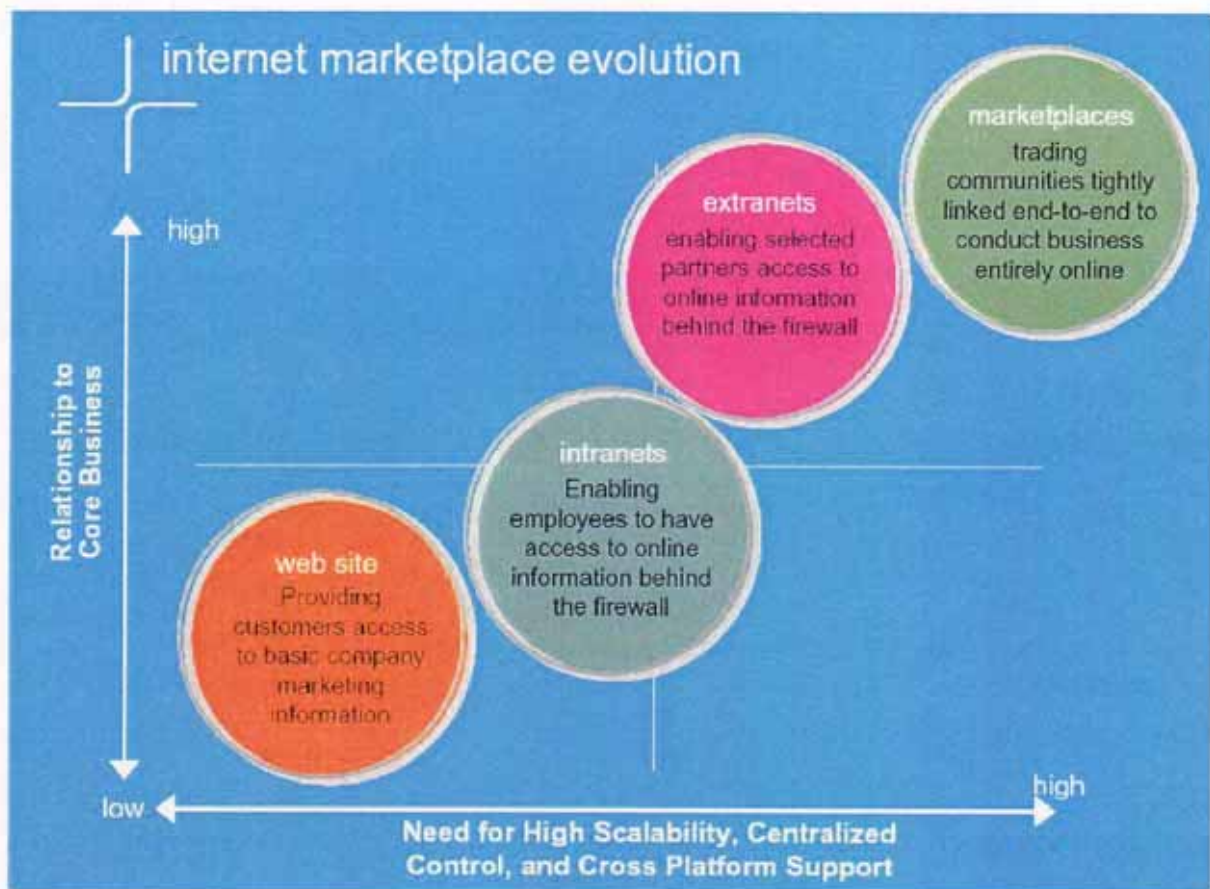 internet marketplace evolution
marketplaces
trading
communities tightly
linked end-to-end to
conduct business
entirely online
extranets
enabling selected
partners access to
online information
behind the firewall
high
Relationship to
Core Business
intranets
Enabling
employees to have
access to online
information behind
the firewall
web site
Providing
customers access
to basic company
marketing
information
low
high
Need for High Scalability, Centralized
Control, and Cross Platform Support